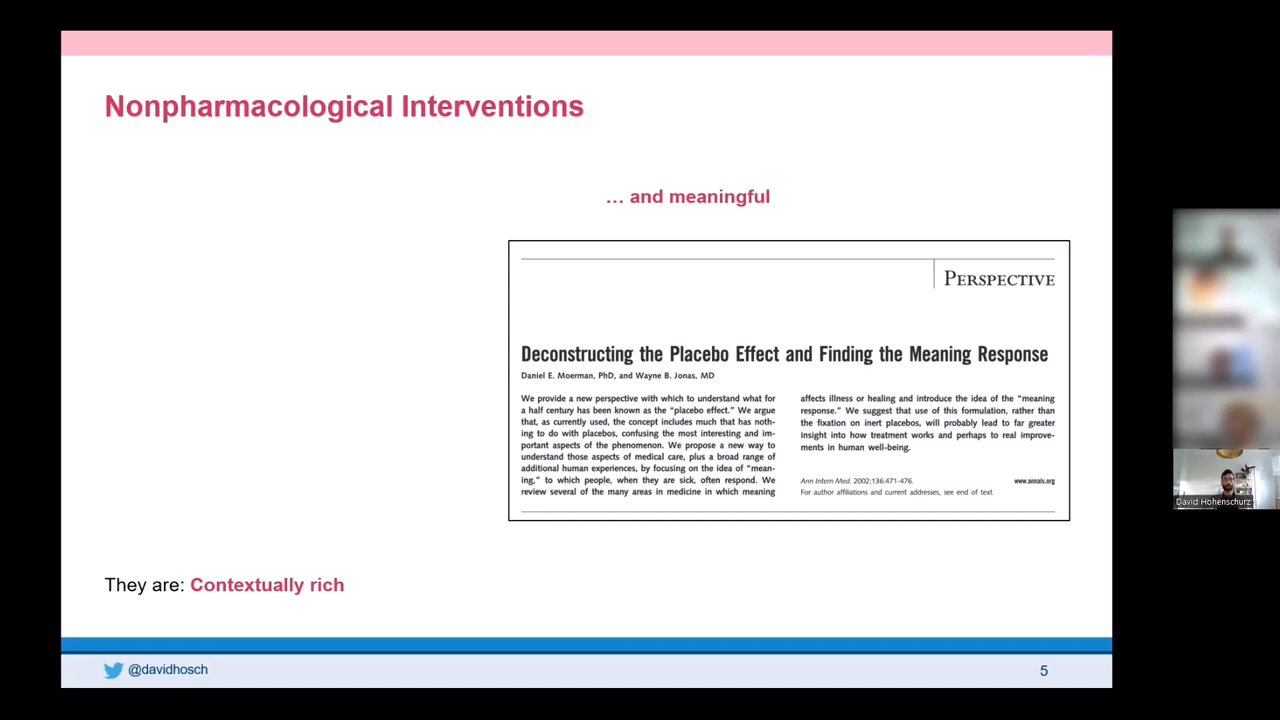 Nonpharmacological Interventions
… and meaningful
PERSPECTIVE
Deconstructing the Placebo Effect and Finding the Meaning Response
Daniel E. Moerman, PhD, and Wayne B. Jonas, MD
We provide a new perspective with which to understand what for
a half century has been known as the “placebo effect.” We argue
that, as currently used, the concept includes much that has noth-
ing to do with placebos, confusing the most interesting and im-
portant aspects of the phenomenon. We propose a new way to
understand those aspects of medical care, plus a broad range of
additional human experiences, by focusing on the idea of “mean-
ing,” to which people, when they are sick, often respond. We
review several of the many areas in medicine in which meaning
affects illness or healing and introduce the idea of the “meaning
response.” We suggest that use of this formulation, rather than
the fixation on inert placebos, will probably lead to far greater
insight into how treatment works and perhaps to real improve-
ments in human well-being.
Ann Intern Med. 2002;136:471-476.
www.annals.org
For author affiliations and current addresses, see end of text.
They are: Contextually rich
@davidhosch
5
David Hohenschurz